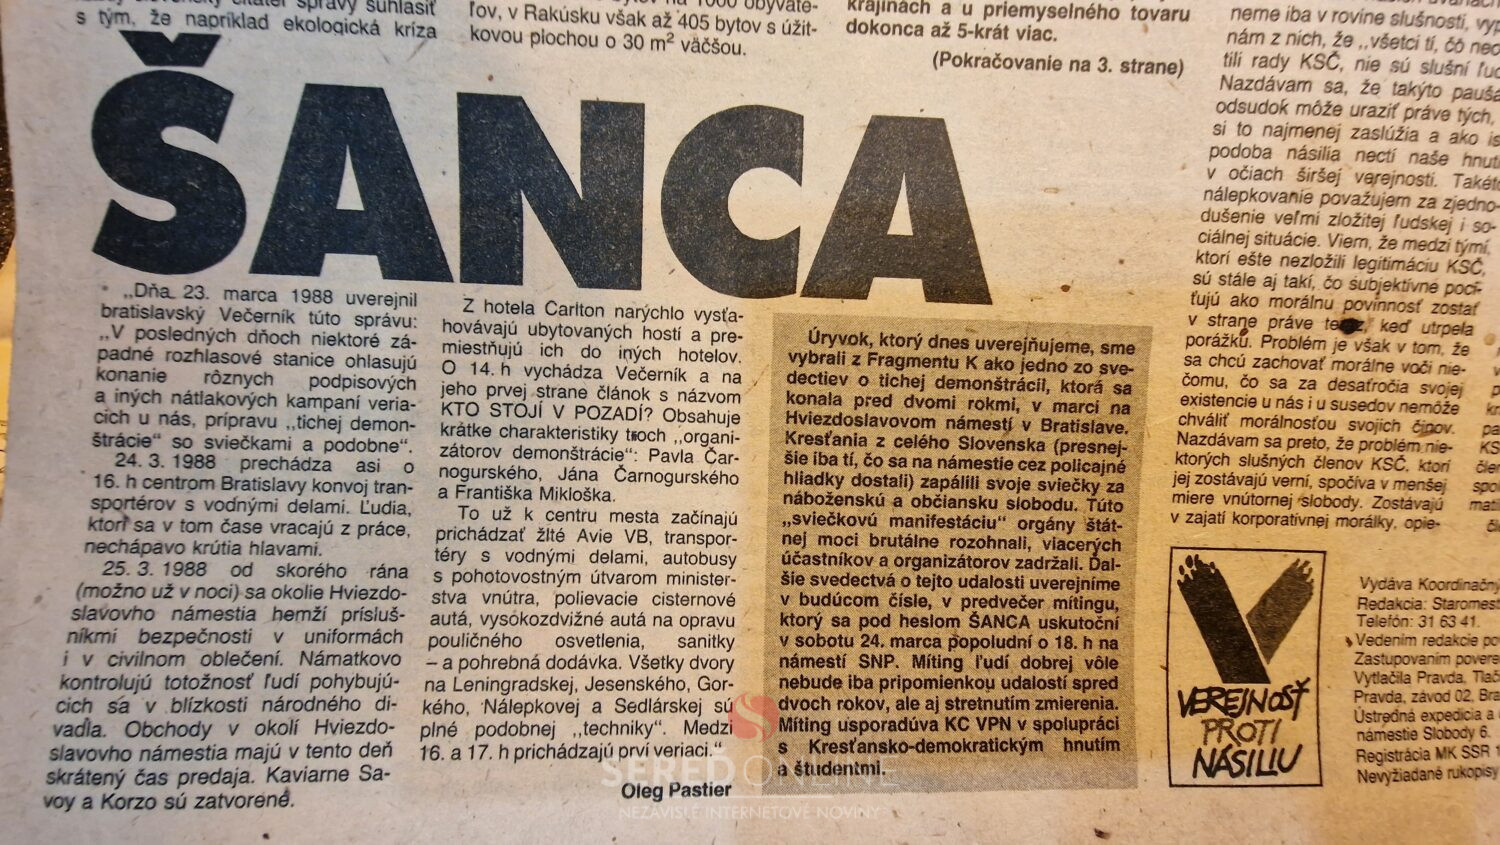 s tým, že napríklad ekologická kríza
ľov, v Rakúsku však až 405 bytov s úžit-
kovou plochou o 30 m² väčšou.
krajinách a u priemyselného tovaru
dokonca až 5-krát viac.
(Pokračovanie na 3. strane)
ŠANCA
„Dňa 23. marca 1988 uverejnil
bratislavský Večerník túto správu:
„V posledných dňoch niektoré zá-
padné rozhlasové stanice ohlasujú
konanie rôznych podpisových
a iných nátlakových kampaní veria-
cich u nás, prípravu „tichej demon-
štrácie“ so sviečkami a podobne“.
24. 3. 1988 prechádza asi o
16. h centrom Bratislavy konvoj tran-
sportérov s vodnými delami. Ľudia,
ktorí sa v tom čase vracajú z práce,
nechápavo krútia hlavami.
25. 3. 1988 od skorého rána
(možno už v noci) sa okolie Hviezdo-
slavovho námestia hemží prísluš-
níkmi bezpečnosti v uniformách
i v civilnom oblečení. Námatkovo
kontrolujú totožnosť ľudí pohybujú-
cich sa v blízkosti národného di-
vadla. Obchody v okolí Hviezdo-
slavovho námestia majú v tento deň
skrátený čas predaja. Kaviarne Sa-
voy a Korzo sú zatvorené.
Z hotela Carlton narýchlo vysťa-
hovávajú ubytovaných hostí a pre-
miestňujú ich do iných hotelov.
O 14. h vychádza Večerník a na
jeho prvej strane článok s názvom
KTO STOJÍ V POZADÍ? Obsahuje
krátke charakteristiky troch „organi-
zátorov demonštrácie“: Pavla Čar-
nogurského, Jána Čarnogurského
a Františka Mikloška.
To už k centru mesta začínajú
prichádzať žlté Avie VB, transpor-
téry s vodnými delami, autobusy
s pohotovostným útvarom minister-
stva vnútra, polievacie cisternové
autá, vysokozdvižné autá na opravu
pouličného osvetlenia, sanitky
– a pohrebná dodávka. Všetky dvory
na Leningradskej, Jesenského, Gor-
kého, Nálepkovej a Sedlárskej sú
plné podobnej „techniky“. Medzi
16. a 17. h prichádzajú prví veriaci.“
Oleg Pastier
Úryvok, ktorý dnes uverejňujeme, sme
vybrali z Fragmentu K ako jedno zo sve-
dectiev o tichej demonštrácii, ktorá sa
konala pred dvomi rokmi, v marci na
Hviezdoslavovom námestí v Bratislave.
Kresťania z celého Slovenska (presnej-
šie iba tí, čo sa na námestie cez policajné
hliadky dostali) zapálili svoje sviečky za
náboženskú a občiansku slobodu. Túto
„sviečkovú manifestáciu“ orgány štát-
nej moci brutálne rozohnali, viacerých
účastníkov a organizátorov zadržali. Ďal-
šie svedectvá o tejto udalosti uverejníme
v budúcom čísle, v predvečer mítingu,
ktorý sa pod heslom ŠANCA uskutoční
v sobotu 24. marca popoludní o 18. h na
námestí SNP. Míting ľudí dobrej vôle
nebude iba pripomienkou udalostí spred
dvoch rokov, ale aj stretnutím zmierenia.
Míting usporadúva KC VPN v spolupráci
s Kresťansko-demokratickým hnutím
a študentmi.
neme iba v rovine slušnosti,
nám z nich, že „všetci tí, čo
tili rady KSČ, nie sú slušní
Nazdávam sa, že takýto
odsudok môže uraziť práve tých,
si to najmenej zaslúžia a ako
podoba násilia nectí naše
v očiach širšej verejnosti. Takéto
nálepkovanie považujem za zjedno-
dušenie veľmi zložitej ľudskej i so-
ciálnej situácie. Viem, že medzi tými,
ktorí ešte nezložili legitimáciu KSČ,
sú stále aj takí, čo subjektívne poci-
ťujú ako morálnu povinnosť zostať
v strane práve teraz, keď utrpela
porážku. Problém je však v tom, že
sa chcú zachovať morálne voči nie-
čomu, čo sa za desaťročia svojej
existencie u nás i u susedov nemôže
chváliť morálnosťou svojich činov.
Nazdávam sa preto, že problém nie-
ktorých slušných členov KSČ, ktorí
jej zostávajú verní, spočíva v menšej
miere vnútornej slobody. Zostávajú
v zajatí korporatívnej morálky, opie-
VEREJNOSŤ
PROTI
NÁSILIU
Vydáva Koordinačný
Redakcia:
Telefón: 31 63 41.
Vedením redakcie
Zastupovaním
Vytlačila Pravda,
Pravda, závod 02,
Ústredná expedícia a
námestie Slobody 6.
Registrácia MK SSR
Nevyžiadané rukopisy
SEREĎONLINE
NEZÁVISLÉ INTERNETOVÉ NOVINY